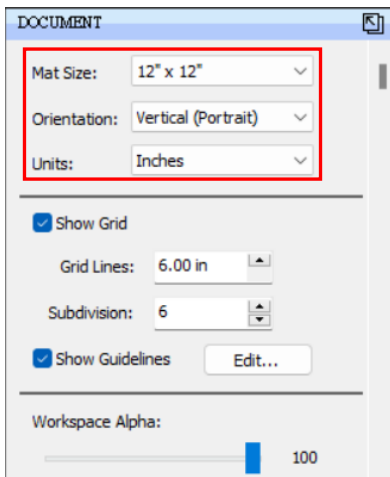 DOCUMENT
Mat Size: 12" x 12"
Orientation: Vertical (Portrait)
Units: Inches
Show Grid
Grid Lines: 6.00 in
Subdivision: 6
Show Guidelines Edit...
Workspace Alpha:
100